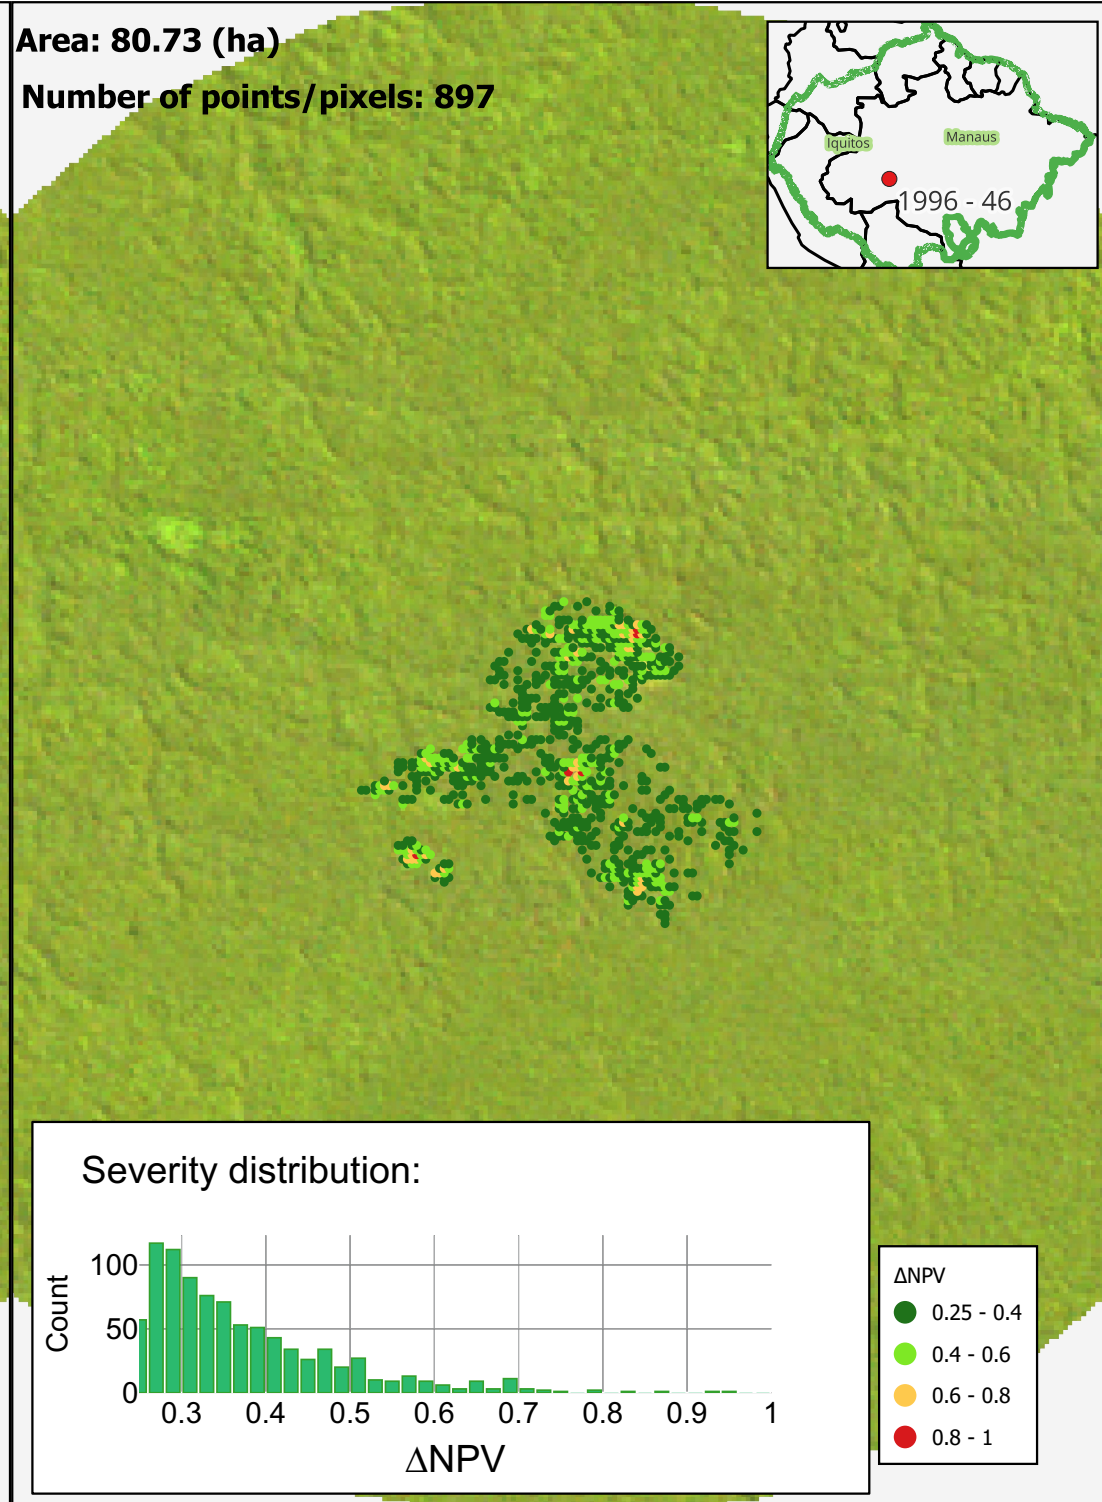 Area: 80.73 (ha)
Number of points/pixels: 897
Iquitos
Manaus
1996 - 46
Severity distribution:
Count
100
50
0
0.3 0.4 0.5 0.6 0.7 0.8 0.9 1
ΔNPV
ΔNPV
0.25 - 0.4
0.4 - 0.6
0.6 - 0.8
0.8 - 1